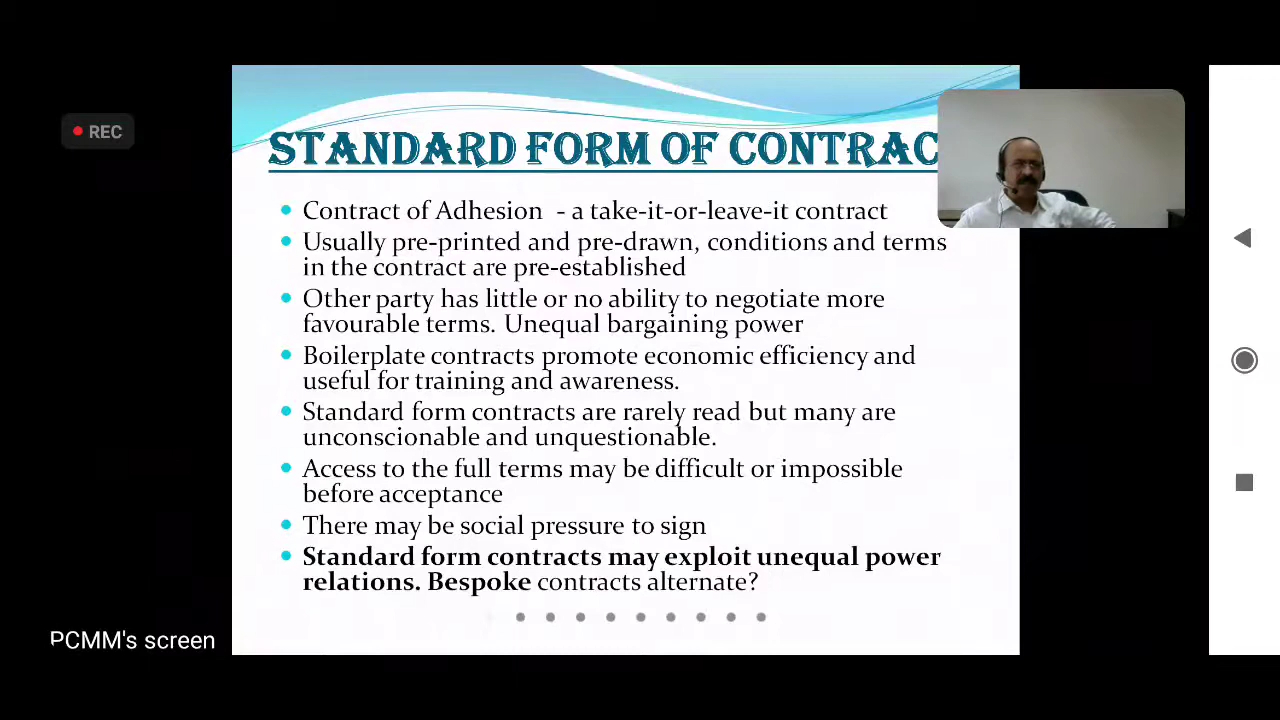 REC
STANDARD FORM OF CONTRAC
Contract of Adhesion - a take-it-or-leave-it contract
Usually pre-printed and pre-drawn, conditions and terms
in the contract are pre-established
Other party has little or no ability to negotiate more
favourable terms. Unequal bargaining power
Boilerplate contracts promote economic efficiency and
useful for training and awareness.
Standard form contracts are rarely read but many are
unconscionable and unquestionable.
Access to the full terms may be difficult or impossible
before acceptance
There may be social pressure to sign
Standard form contracts may exploit unequal power
relations. Bespoke contracts alternate?
PCMM's screen